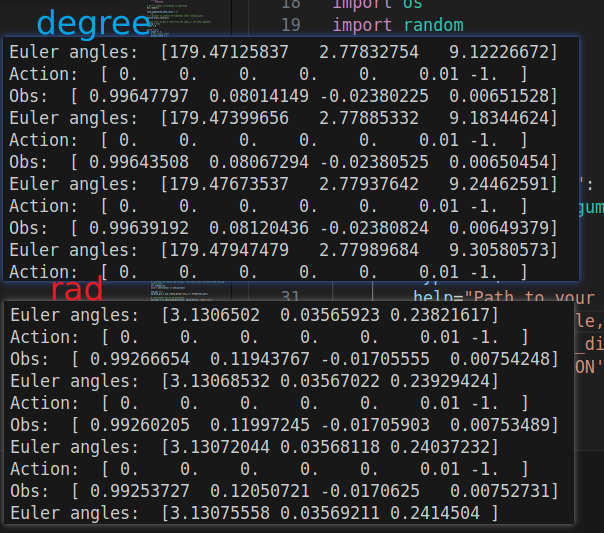 degree
18 import os
19 import random
Euler angles:  [179.47125837   2.77832754   9.12226672]
Action:  [ 0.    0.    0.    0.    0.    0.01 -1.  ]
Obs:  [ 0.99647797  0.08014149 -0.02380225  0.00651528]
Euler angles:  [179.47399656   2.77885332   9.18344624]
Action:  [ 0.    0.    0.    0.    0.    0.01 -1.  ]
Obs:  [ 0.99643508  0.08067294 -0.02380525  0.00650454]
Euler angles:  [179.47673537   2.77937642   9.24462591]
Action:  [ 0.    0.    0.    0.    0.    0.01 -1.  ]
Obs:  [ 0.99639192  0.08120436 -0.02380824  0.00649379]
Euler angles:  [179.47947479   2.77989684   9.30580573]
Action:  [ 0.    0.    0.    0.    0.    0.01 -1.  ]
':
gum
rad
31 help="Path to your
Euler angles:  [3.1306502  0.03565923 0.23821617]
le,
Action:  [ 0.    0.    0.    0.    0.    0.01 -1.  ]
_di
Obs:  [ 0.99266654  0.11943767 -0.01705555  0.00754248]
ON'
Euler angles:  [3.13068532 0.03567022 0.23929424]
Action:  [ 0.    0.    0.    0.    0.    0.01 -1.  ]
Obs:  [ 0.99260205  0.11997245 -0.01705903  0.00753489]
Euler angles:  [3.13072044 0.03568118 0.24037232]
Action:  [ 0.    0.    0.    0.    0.    0.01 -1.  ]
Obs:  [ 0.99253727  0.12050721 -0.0170625   0.00752731]
Euler angles:  [3.13075558 0.03569211 0.2414504 ]